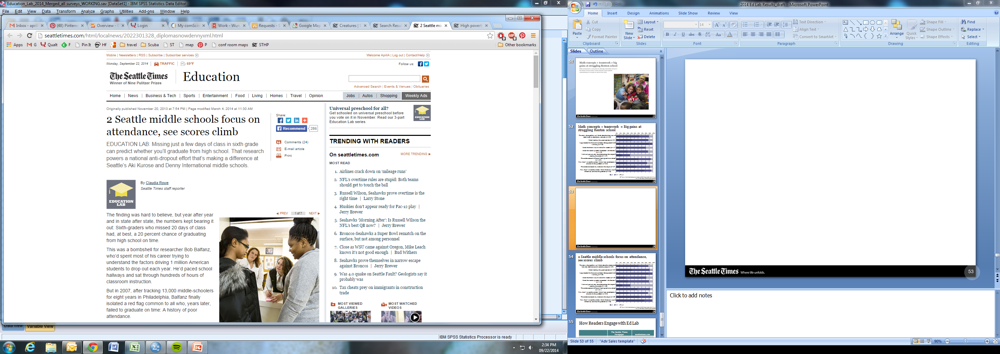 Education_Lab_2014_Merged_all surveys_WORKING.sav [DataSet1] - IBM SPSS Statistics Data Editor
File Edit View Data Transform Analyze Graphs Utilities Add-ons Window Help
Inbox - april (48) Pinteres Overview - Login My comScor Work - Wun Requests - S Google Map Creatures | S Search Resul 2 Seattle mid High povert
seattletimes.com/html/localnews/2022301328_diplomasnowdennyxml.html
Apps G Qualt F Pin It Hf travel Scuba ST map P conf room maps STHP Other bookmarks
Mobile | Newsletters | RSS | Subscribe | Subscriber services Welcome AprilA | Log out | Contact/Help
Monday, September 22, 2014 TRAFFIC 69°F Follow us:
The Seattle Times
Winner of Nine Pulitzer Prizes
Education
Advanced Search | Events & Venues | Obituaries
Home | News | Business & Tech | Sports | Entertainment | Food | Living | Homes | Travel | Opinion Jobs | Autos | Shopping Weekly Ads
Originally published November 20, 2013 at 7:54 PM | Page modified March 4, 2014 at 11:30 AM
2 Seattle middle schools focus on
attendance, see scores climb
EDUCATION LAB: Missing just a few days of class in sixth grade
can predict whether you'll graduate from high school. That research
powers a national anti-dropout effort that's making a difference at
Seattle's Aki Kurose and Denny International middle schools.
Share:
Recommend 286
Comments (24)
E-mail article
Print
EDUCATION
LAB
By Claudia Rowe
Seattle Times staff reporter
PREV 1 of 7 NEXT
The finding was hard to believe, but year after year
and in state after state, the numbers kept bearing it
out: Sixth-graders who missed 20 days of class
had, at best, a 20 percent chance of graduating
from high school on time.
This was a bombshell for researcher Bob Balfanz,
who'd spent most of his career trying to
understand the factors driving 1 million American
students to drop out each year. He'd paced school
hallways and sat through hundreds of hours of
classroom instruction.
But in 2007, after tracking 13,000 middle-schoolers
for eight years in Philadelphia, Balfanz finally
isolated a red flag common to all who, years later,
failed to graduate on time: A history of poor
attendance.
Universal preschool for all?
Get schooled on universal preschool before
you vote on it in November. Read our 3-part
Education Lab series.
EDUCATION
LAB
TRENDING WITH READERS
On seattletimes.com MORE TRENDING
MOST READ
1. Airlines crack down on 'mileage runs'
2. NFL's overtime rules are stupid: Both teams
should get to touch the ball
3. Russell Wilson, Seahawks prove overtime is the
right time | Larry Stone
4. Huskies don't appear ready for Pac-12 play |
Jerry Brewer
5. Seahawks 'Morning After': Is Russell Wilson the
NFL's best QB now? | Jerry Brewer
6. Broncos-Seahawks a Super Bowl rematch on the
surface, but not among personnel
7. Close as WSU came against Oregon, Mike Leach
knows it's not good enough | Bud Withers
8. Seahawks prove themselves in narrow escape
against Broncos | Jerry Brewer
9. Was 4.0 quake on Seattle Fault? Geologists say it
probably was
10. Tax cheats prey on immigrants in construction
trade
MOST VIEWED
GALLERIES
MOST WATCHED
VIDEOS
Data View Variable View
IBM SPSS Statistics Processor is ready
2:34 PM
09/22/2014
2014 Ed Lab Results_draft - Microsoft PowerPoint
Home Insert Design Animations Slide Show Review View
Paste
Cut
Copy
Format Painter
Clipboard
New
Slide
Layout
Reset
Delete
Slides
14
Font
Text Direction
Align Text
Convert to SmartArt
Paragraph
Arrange
Quick
Styles
Shape Fill
Shape Outline
Shape Effects
Drawing
Find
Replace
Select
Editing
Slides Outline
51
Math concepts + teamwork = big
gains at struggling Renton school
52
Math concepts + teamwork = Big gains at
struggling Renton school
53
54
2 Seattle middle schools focus on attendance,
see scores climb
55
How Readers Engage with Ed Lab
The Seattle Times
Newspaper
seattletimes.com
The Seattle Times Where life unfolds. 53
Click to add notes
Slide 53 of 55 "Adv Sales template" 90%